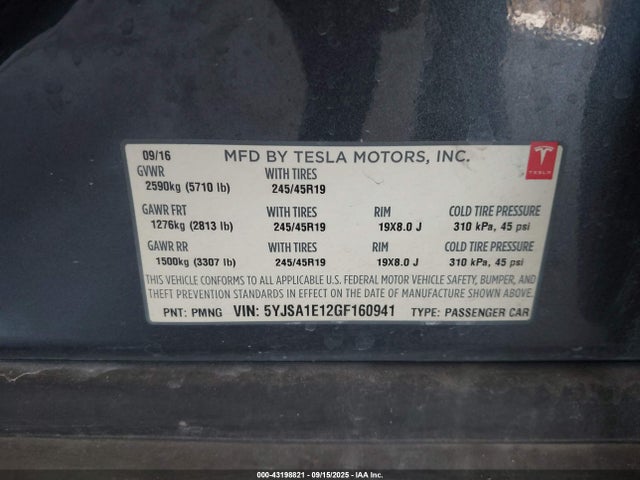 09/16 MFD BY TESLA MOTORS, INC.
TESLA
GVWR WITH TIRES
2590kg (5710 lb) 245/45R19
GAWR FRT WITH TIRES RIM COLD TIRE PRESSURE
1276kg (2813 lb) 245/45R19 19X8.0 J 310 kPa, 45 psi
GAWR RR WITH TIRES RIM COLD TIRE PRESSURE
1500kg (3307 lb) 245/45R19 19X8.0 J 310 kPa, 45 psi
THIS VEHICLE CONFORMS TO ALL APPLICABLE U.S. FEDERAL MOTOR VEHICLE SAFETY, BUMPER, AND
THEFT PREVENTION STANDARDS IN EFFECT ON THE DATE OF MANUFACTURE SHOWN ABOVE.
PNT: PMNG VIN: 5YJSA1E12GF160941 TYPE: PASSENGER CAR
000-43198821 - 09/15/2025 - IAA Inc.